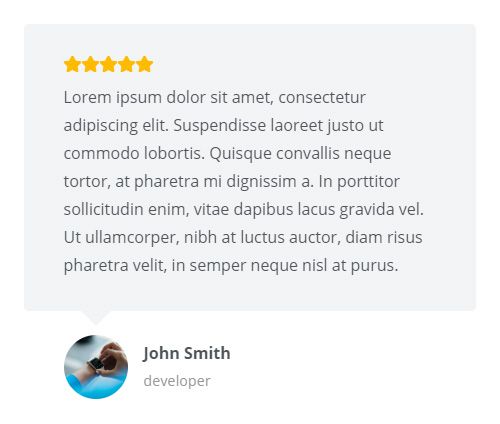 Lorem ipsum dolor sit amet, consectetur
adipiscing elit. Suspendisse laoreet justo ut
commodo lobortis. Quisque convallis neque
tortor, at pharetra mi dignissim a. In porttitor
sollicitudin enim, vitae dapibus lacus gravida vel.
Ut ullamcorper, nibh at luctus auctor, diam risus
pharetra velit, in semper neque nisl at purus.
John Smith
developer